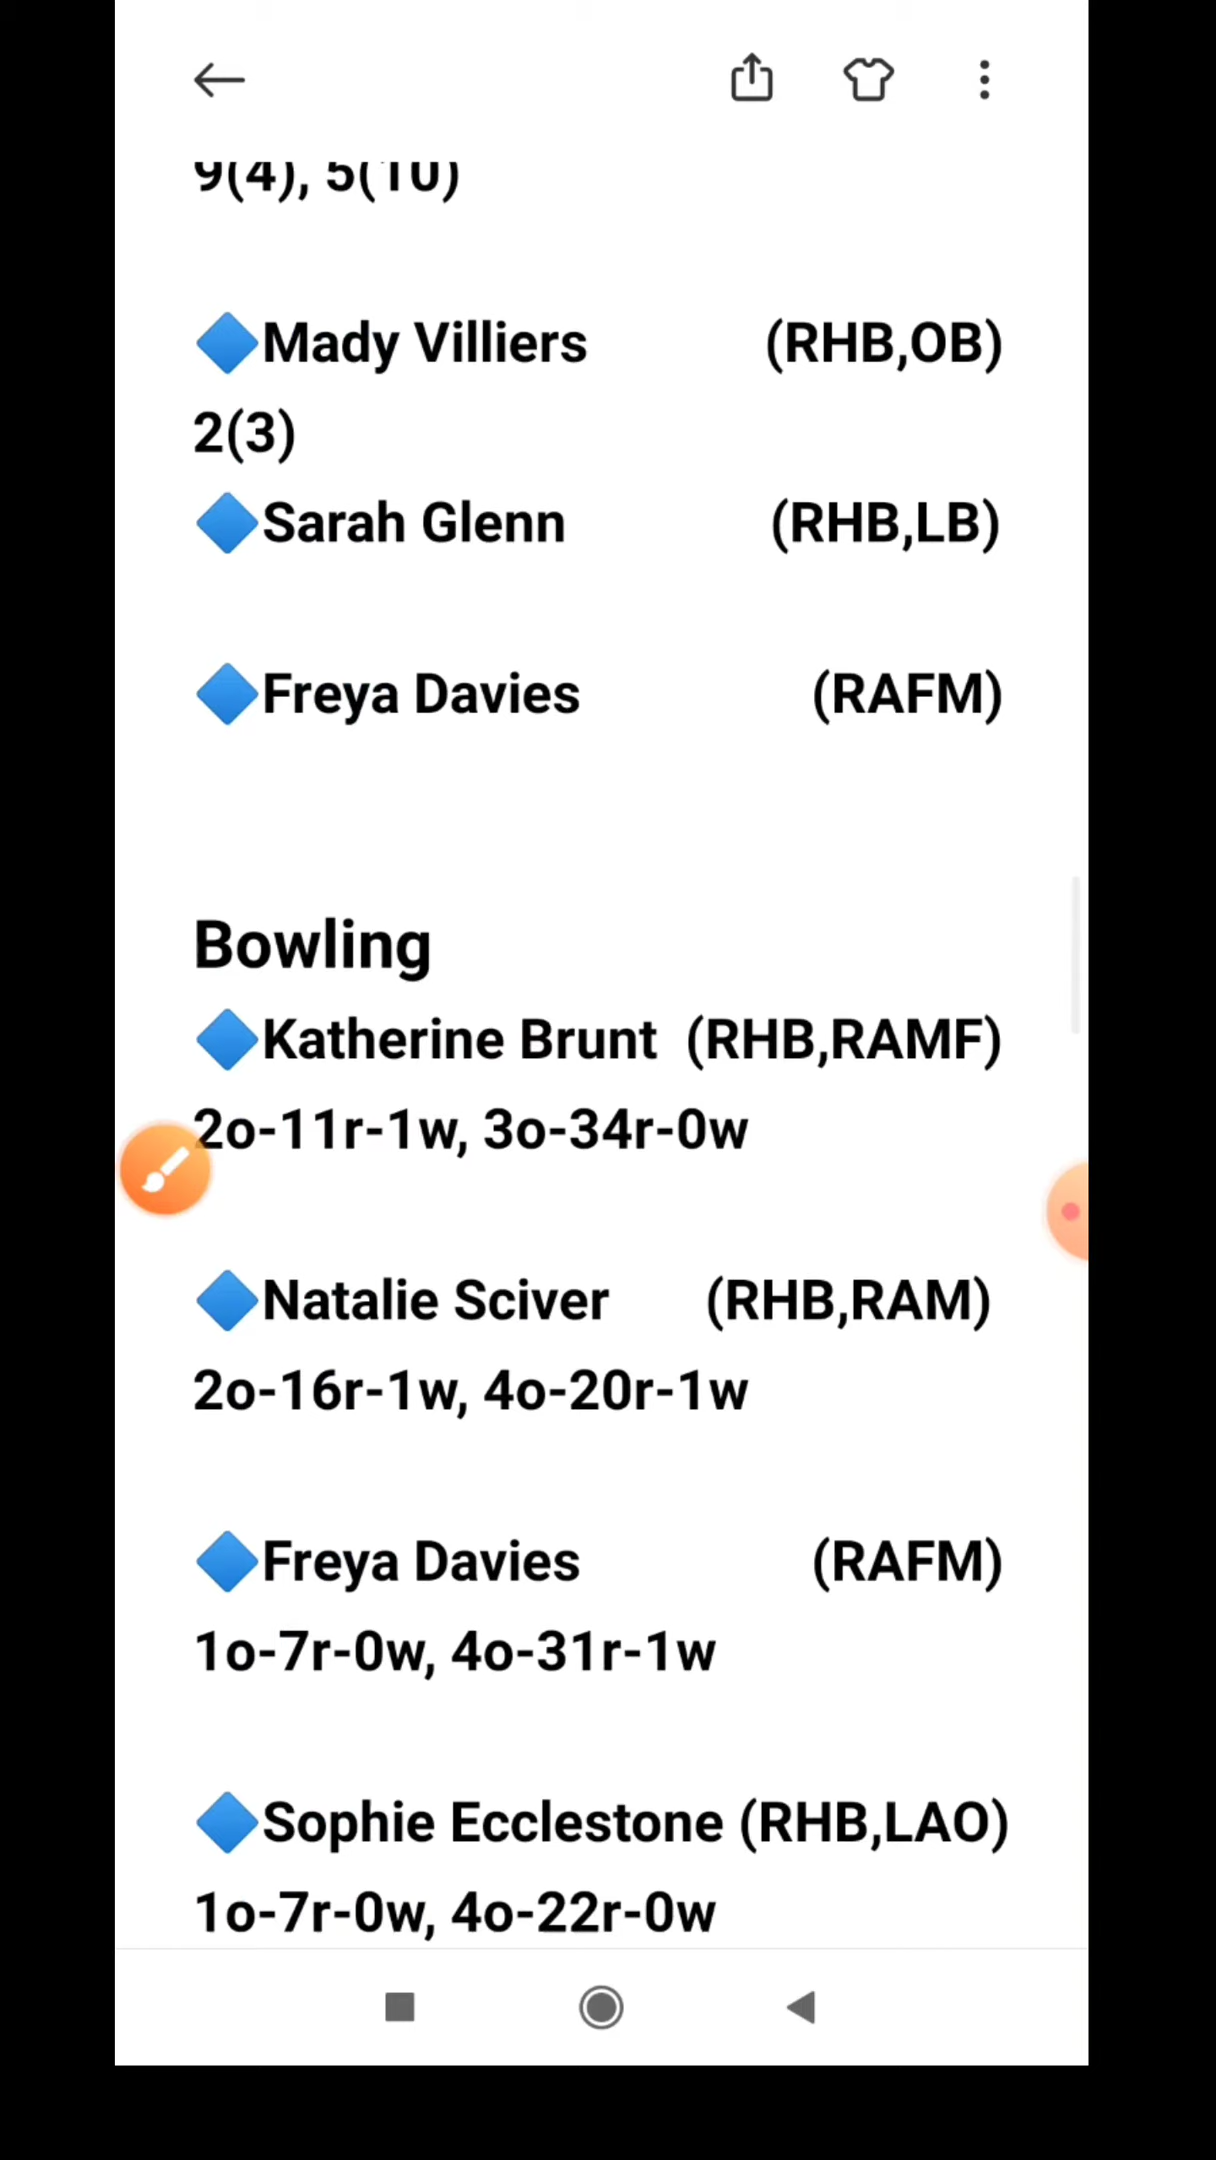 9(4), 5(10)
Mady Villiers (RHB,OB)
2(3)
Sarah Glenn (RHB,LB)
Freya Davies (RAFM)
Bowling
Katherine Brunt (RHB,RAMF)
2o-11r-1w, 3o-34r-0w
Natalie Sciver (RHB,RAM)
2o-16r-1w, 4o-20r-1w
Freya Davies (RAFM)
1o-7r-0w, 4o-31r-1w
Sophie Ecclestone (RHB,LAO)
1o-7r-0w, 4o-22r-0w